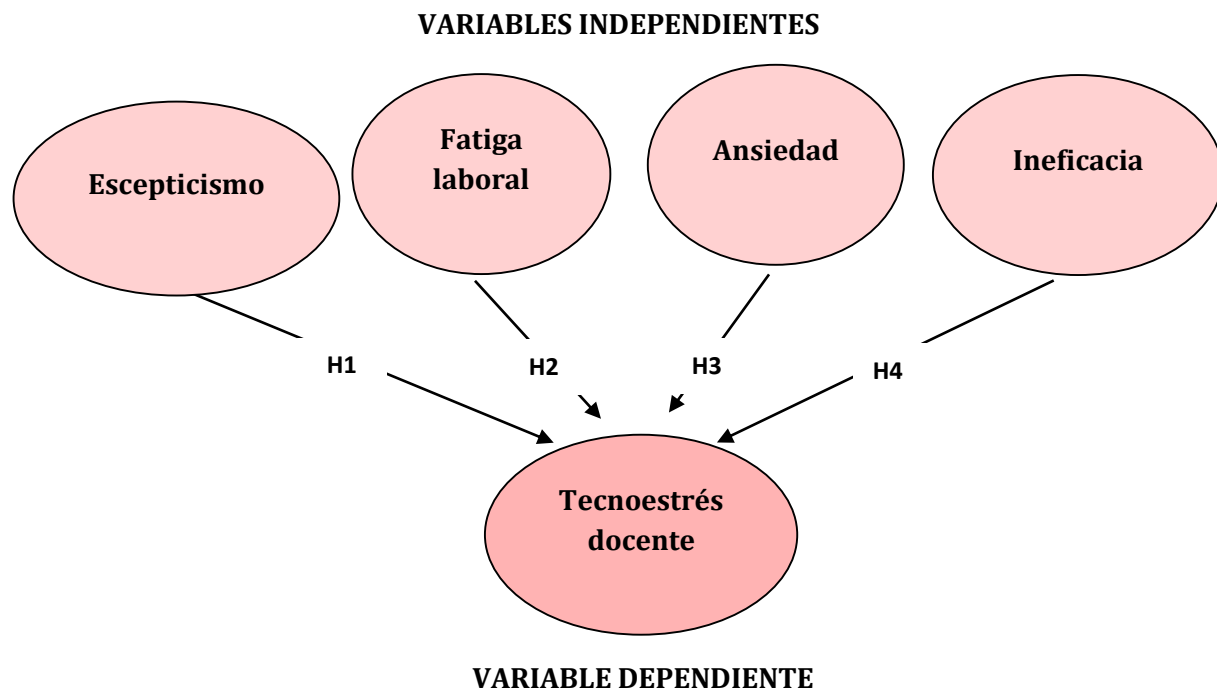 VARIABLES INDEPENDIENTES
Escepticismo
Fatiga
laboral
Ansiedad
Ineficacia
H1
H2
H3
H4
Tecnoestrés
docente
VARIABLE DEPENDIENTE